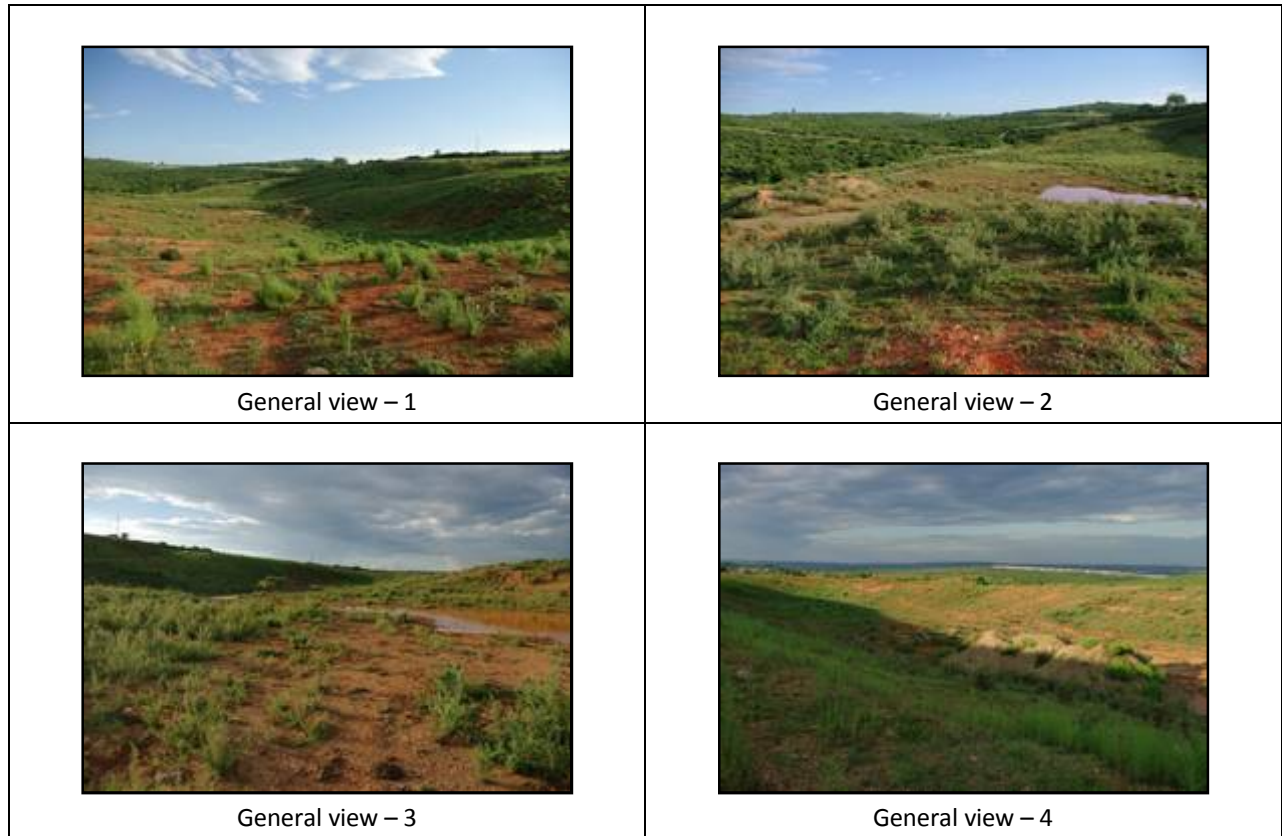 General view – 1
General view – 2
General view – 3
General view – 4